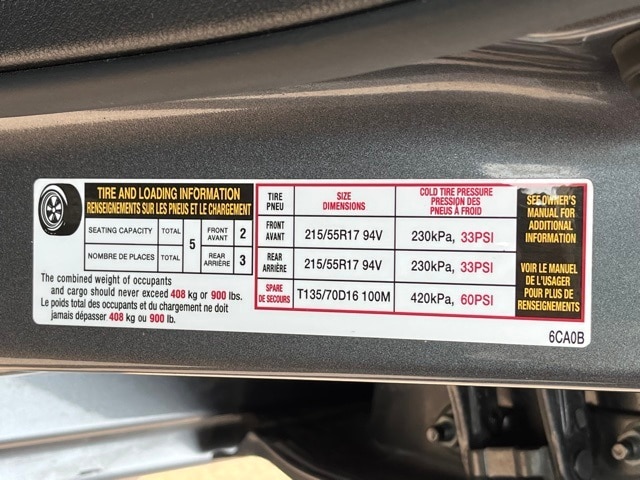 TIRE AND LOADING INFORMATION
RENSEIGNEMENTS SUR LES PNEUS ET LE CHARGEMENT
SEATING CAPACITY TOTAL 5 FRONT AVANT 2
NOMBRE DE PLACES TOTAL REAR ARRIÈRE 3
The combined weight of occupants
and cargo should never exceed 408 kg or 900 lbs.
Le poids total des occupants et du chargement ne doit
jamais dépasser 408 kg ou 900 lb.
TIRE PNEU SIZE DIMENSIONS COLD TIRE PRESSURE PRESSION DES PNEUS À FROID
FRONT AVANT 215/55R17 94V 230kPa, 33PSI
REAR ARRIÈRE 215/55R17 94V 230kPa, 33PSI
SPARE DE SECOURS T135/70D16 100M 420kPa, 60PSI
SEE OWNER'S
MANUAL FOR
ADDITIONAL
INFORMATION
VOIR LE MANUEL
DE L'USAGER
POUR PLUS DE
RENSEIGNEMENTS
6CA0B